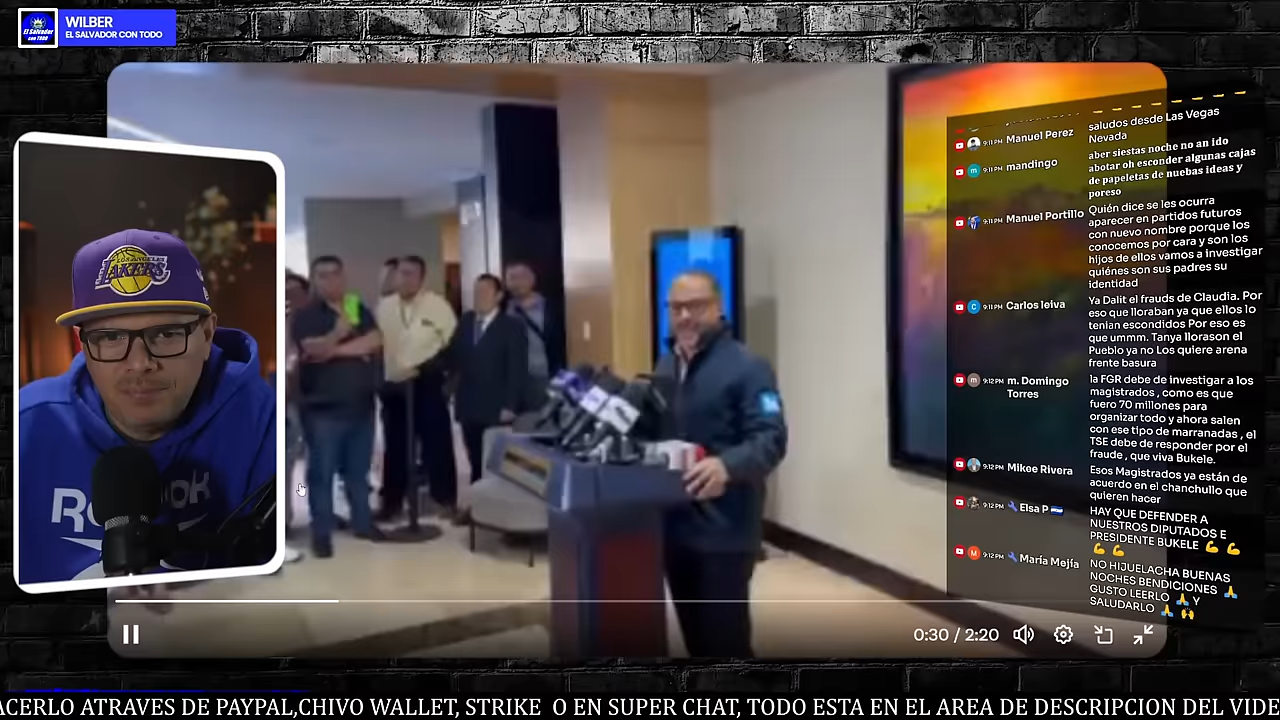 WILBER
EL SALVADOR CON TODO
El Salvador
con TODO
LOS ANGELES
LAKERS
saludos desde Las Vegas
Nevada
9:11 PM Manuel Perez
9:11 PM mandingo
aber siestas noche no an ido
abotar oh esconder algunas cajas
de papeletas de nuebas ideas y
poreso
9:11 PM Manuel Portillo
Quién dice se les ocurra
aparecer en partidos futuros
con nuevo nombre porque los
conocemos por cara y son los
hijos de ellos vamos a investigar
quiénes son sus padres su
identidad
9:11 PM Carlos leiva
Ya Dalit el frauds de Claudia. Por
eso que lloraban ya que ellos lo
tenian escondidos Por eso es
que ummm. Tanya llorason el
Pueblo ya no Los quiere arena
frente basura
9:12 PM m. Domingo
Torres
la FGR debe de investigar a los
magistrados , como es que
fuero 70 millones para
organizar todo y ahora salen
con ese tipo de marranadas , el
TSE debe de responder por el
fraude , que viva Bukele.
9:12 PM Mikee Rivera
Esos Magistrados ya están de
acuerdo en el chanchullo que
quieren hacer
9:12 PM Elsa P
HAY QUE DEFENDER A
NUESTROS DIPUTADOS E
PRESIDENTE BUKELE 💪 💪
💪 💪
9:12 PM María Mejía
NO HIJUELACHA BUENAS
NOCHES BENDICIONES 🙏
GUSTO LEERLO 🙏 Y
SALUDARLO 🙏 🙌
0:30 / 2:20
ACERLO ATRAVES DE PAYPAL,CHIVO WALLET, STRIKE O EN SUPER CHAT, TODO ESTA EN EL AREA DE DESCRIPCION DEL VIDE